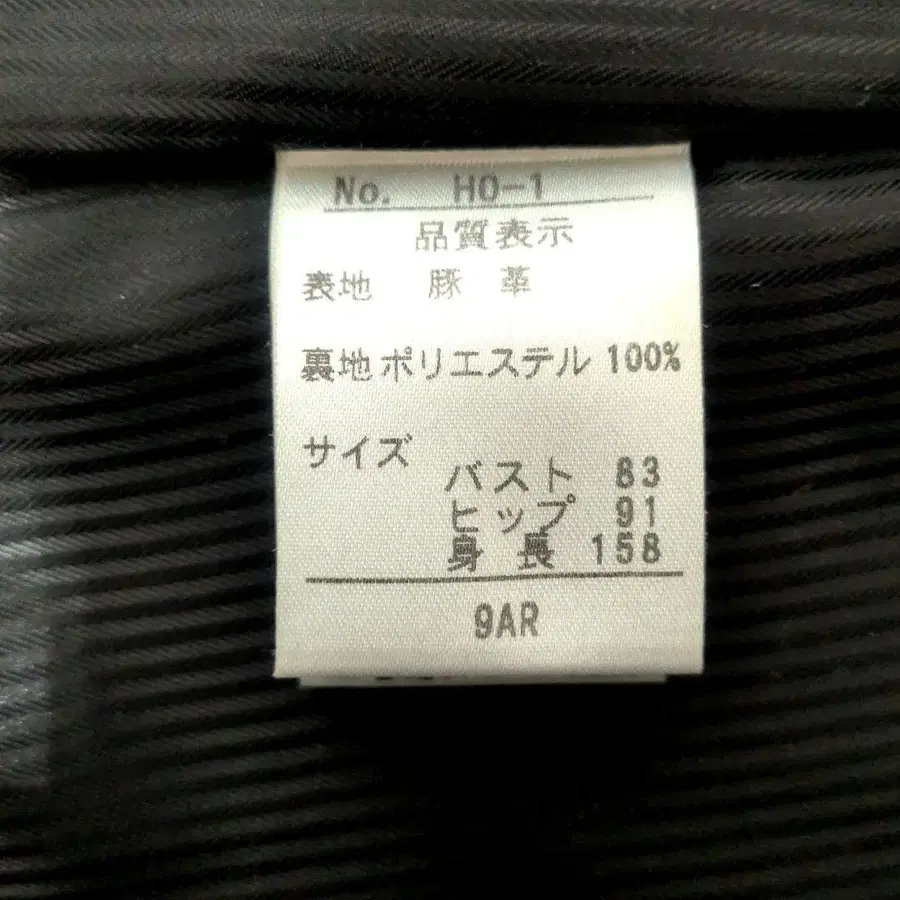 No. HO-1
品質表示
表地 豚革
裏地 ポリエステル 100%
サイズ
バスト 83
ヒップ 91
身長 158
9AR